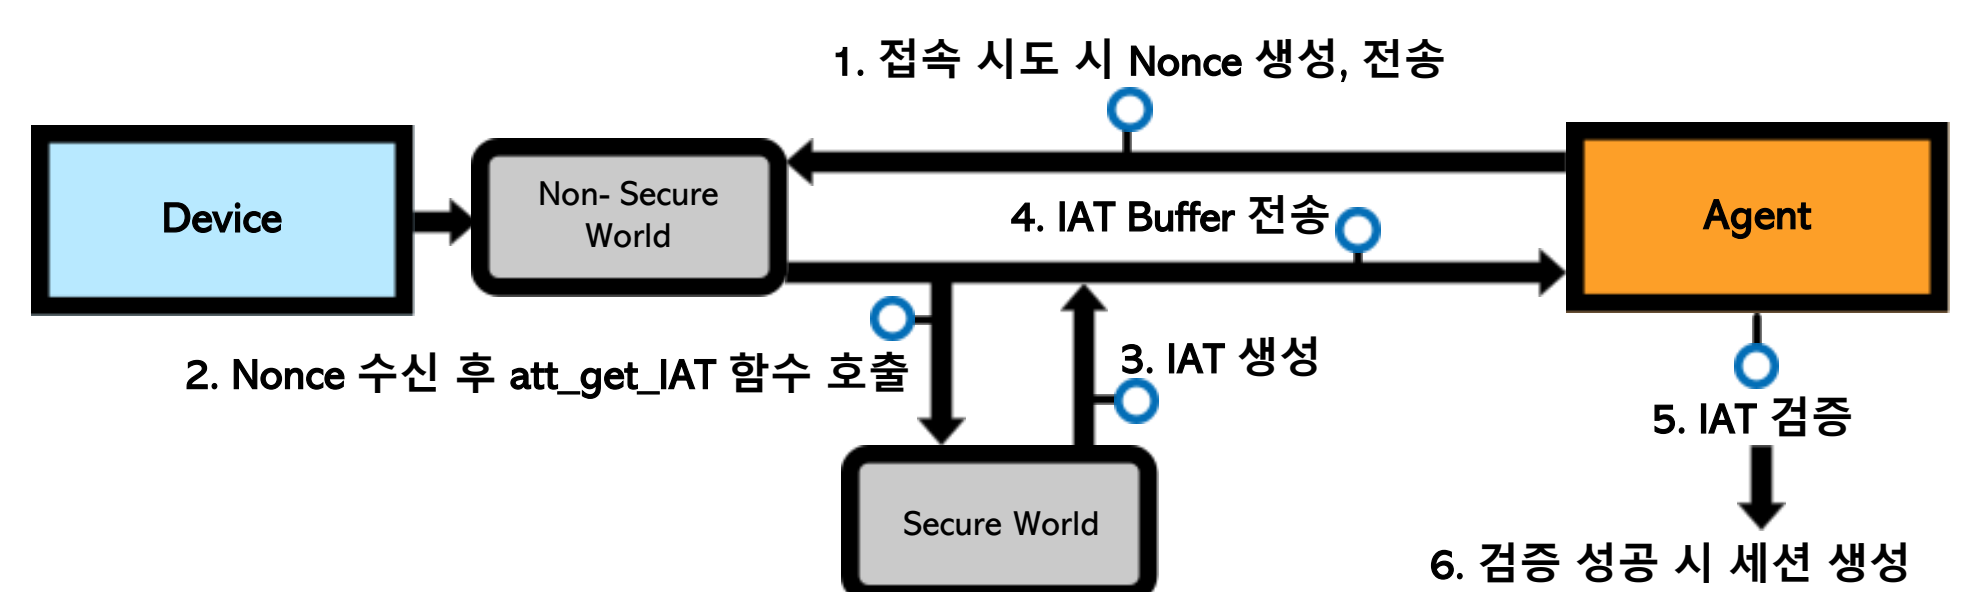 1. 접속 시도 시 Nonce 생성, 전송
Device
Non- Secure
World
4. IAT Buffer 전송
Agent
2. Nonce 수신 후 att_get_IAT 함수 호출
3. IAT 생성
5. IAT 검증
Secure World
6. 검증 성공 시 세션 생성